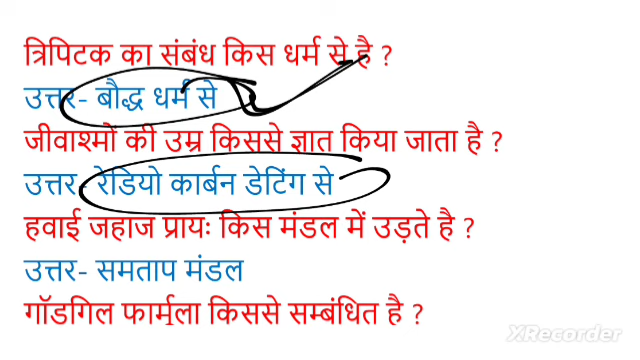 त्रिपिटक का संबंध किस धर्म से है ?
उत्तर- बौद्ध धर्म से
जीवाश्मों की उम्र किससे ज्ञात किया जाता है ?
उत्तर- रेडियो कार्बन डेटिंग से
हवाई जहाज प्रायः किस मंडल में उड़ते है ?
उत्तर- समताप मंडल
गॉडगिल फार्मूला किससे सम्बंधित है ?
XRecorder